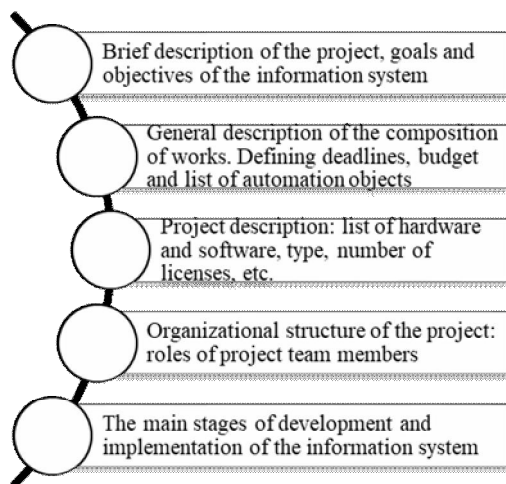 Brief description of the project, goals and
objectives of the information system
General description of the composition
of works. Defining deadlines, budget
and list of automation objects
Project description: list of hardware
and software, type, number of
licenses, etc.
Organizational structure of the project:
roles of project team members
The main stages of development and
implementation of the information system